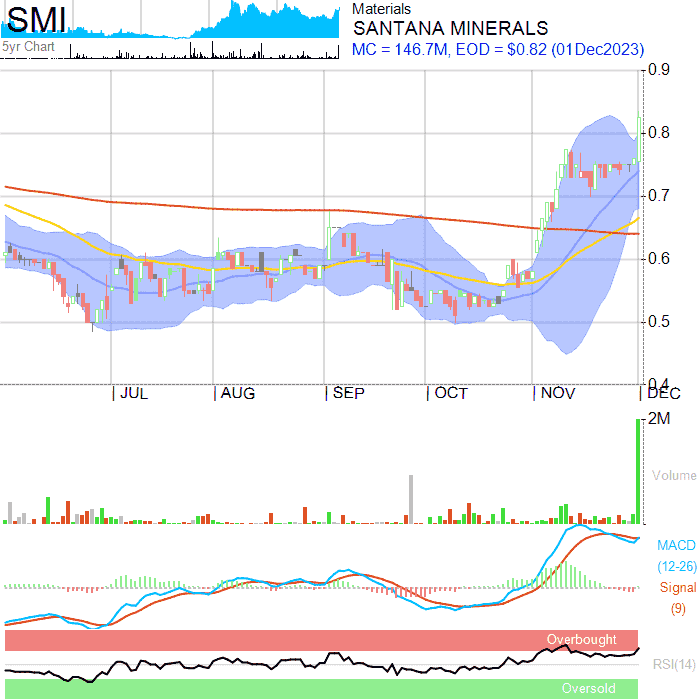 SMI
5yr Chart
Materials
SANTANA MINERALS
MC = 146.7M, EOD = $0.82 (01Dec2023)
0.9
0.8
0.7
0.6
0.5
0.4
JUL AUG SEP OCT NOV DEC
2M
Volume
MACD
(12-26)
Signal
(9)
Overbought
RSI(14)
Oversold